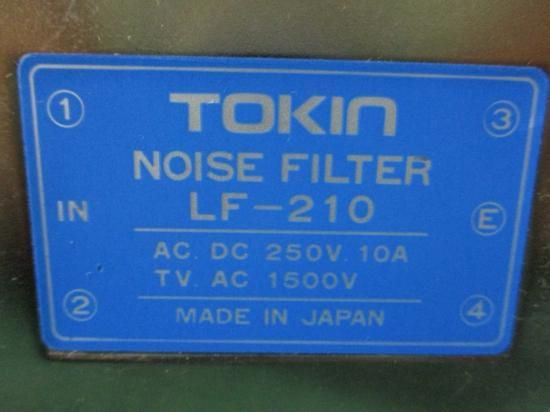 ① TOKIN ③
NOISE FILTER
IN LF-210 Ⓔ
AC. DC 250V. 10A
TV. AC 1500V
② MADE IN JAPAN ④